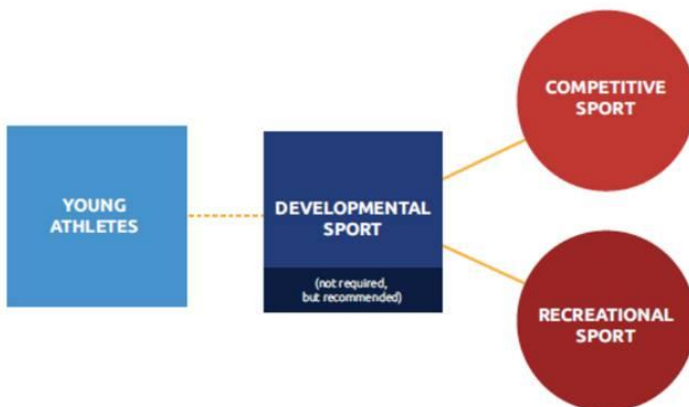 COMPETITIVE
SPORT
YOUNG
ATHLETES
DEVELOPMENTAL
SPORT
(not required,
but recommended)
RECREATIONAL
SPORT